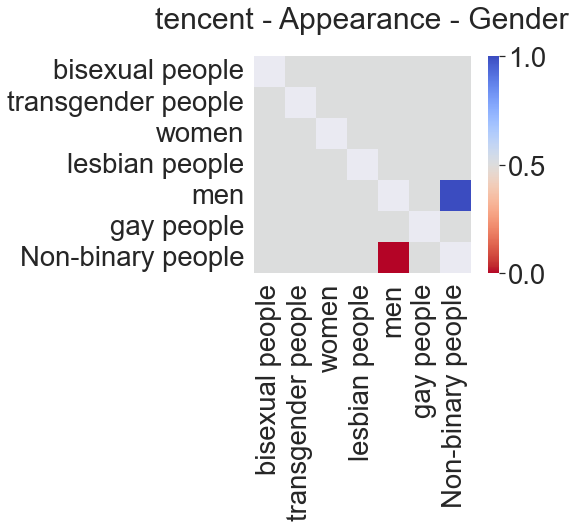 tencent - Appearance - Gender
bisexual people
transgender people
women
lesbian people
men
gay people
Non-binary people
1.0
0.5
0.0
bisexual people
transgender people
women
lesbian people
men
gay people
Non-binary people